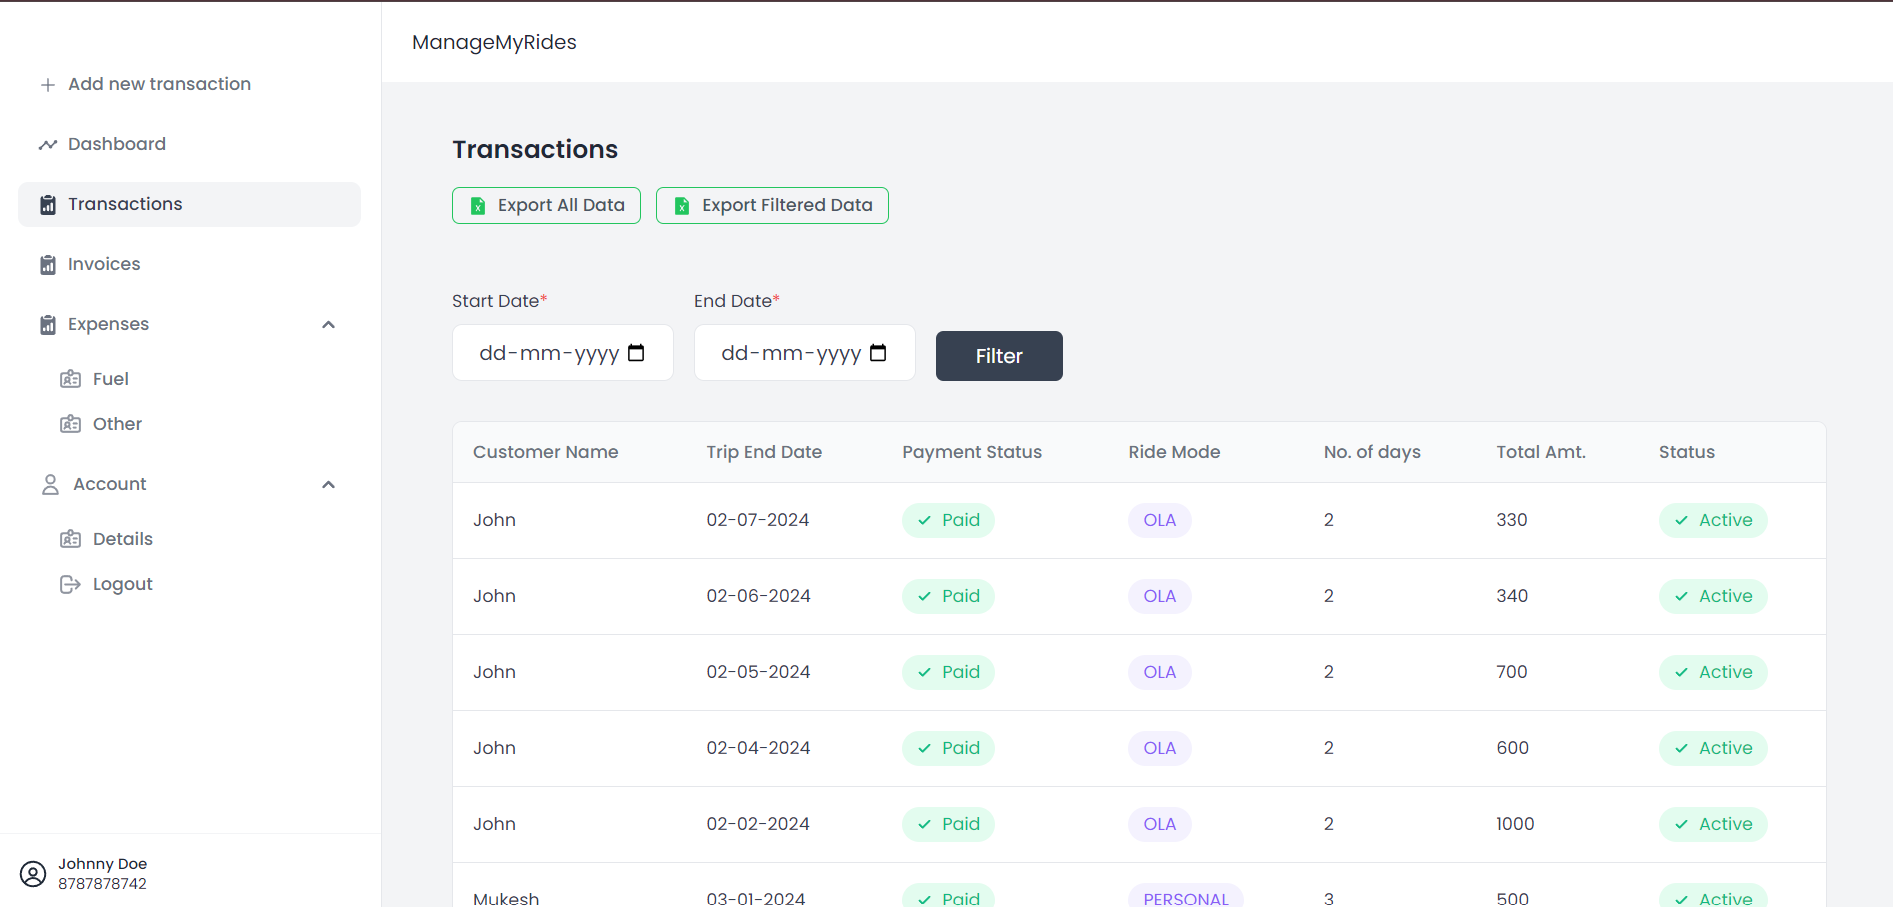 ManageMyRides
Add new transaction
Dashboard
Transactions
Invoices
Expenses
Fuel
Other
Account
Details
Logout
Johnny Doe
8787878742
Transactions
Export All Data Export Filtered Data
Start Date* End Date*
dd-mm-yyyy dd-mm-yyyy Filter
Customer Name Trip End Date Payment Status Ride Mode No. of days Total Amt. Status
John 02-07-2024 Paid OLA 2 330 Active
John 02-06-2024 Paid OLA 2 340 Active
John 02-05-2024 Paid OLA 2 700 Active
John 02-04-2024 Paid OLA 2 600 Active
John 02-02-2024 Paid OLA 2 1000 Active
Mukesh 03-01-2024 Paid PERSONAL 3 500 Active